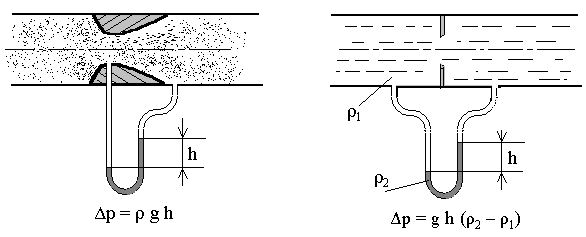 h
Δp = ρ g h
ρ₁
ρ₂
h
Δp = g h (ρ₂ – ρ₁)